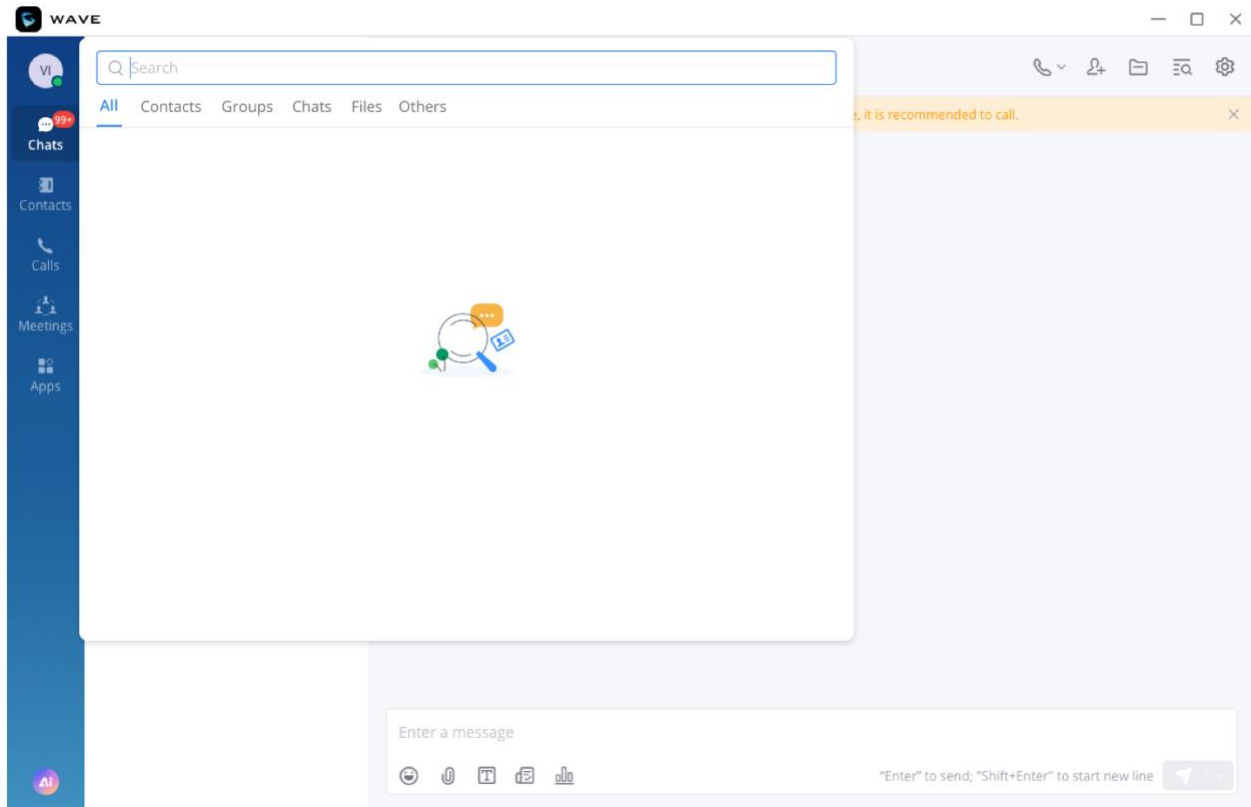 WAVE
VI
Search
All Contacts Groups Chats Files Others
, it is recommended to call.
99+
Chats
Contacts
Calls
Meetings
Apps
Enter a message
"Enter" to send; "Shift+Enter" to start new line
Ai